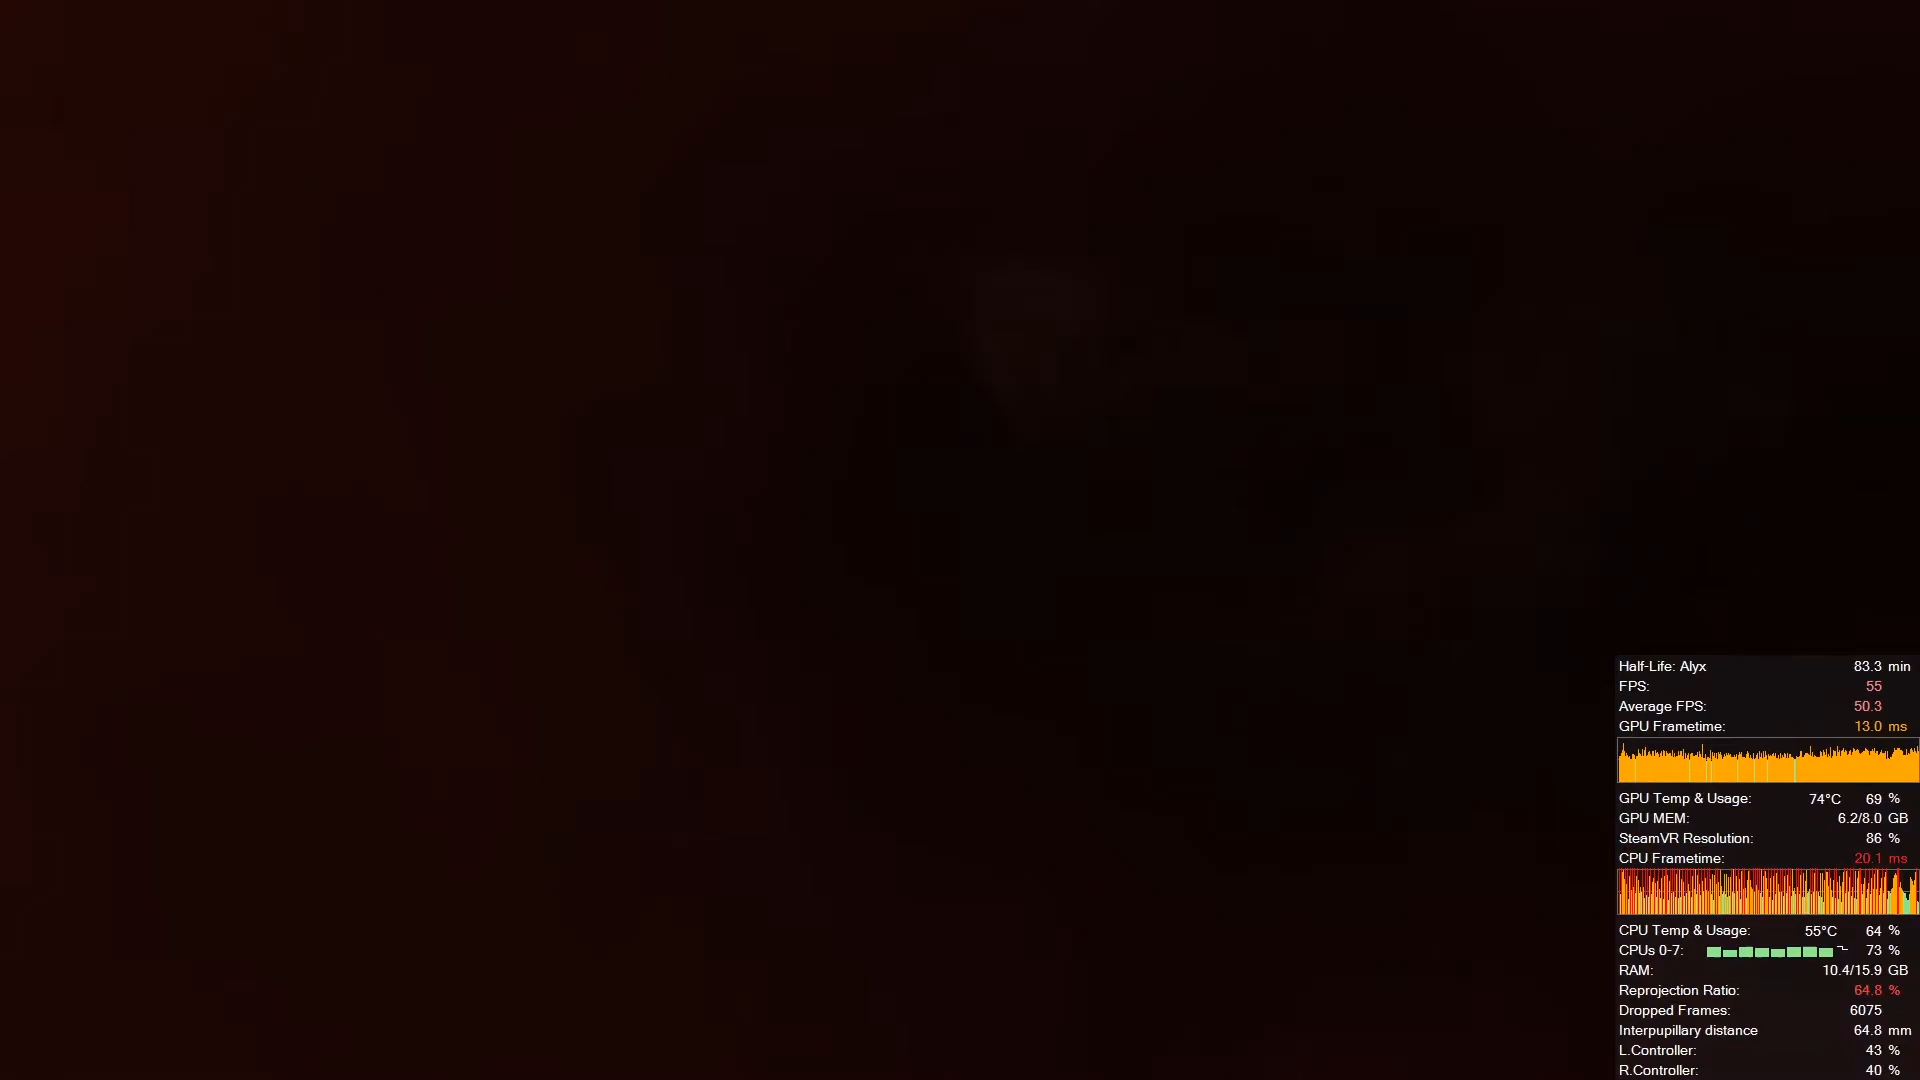 Half-Life: Alyx 83.3 min
FPS: 55
Average FPS: 50.3
GPU Frametime: 13.0 ms
GPU Temp & Usage: 74°C 69 %
GPU MEM: 6.2/8.0 GB
SteamVR Resolution: 86 %
CPU Frametime: 20.1 ms
CPU Temp & Usage: 55°C 64 %
CPUs 0-7: 73 %
RAM: 10.4/15.9 GB
Reprojection Ratio: 64.8 %
Dropped Frames: 6075
Interpupillary distance 64.8 mm
L.Controller: 43 %
R.Controller: 40 %